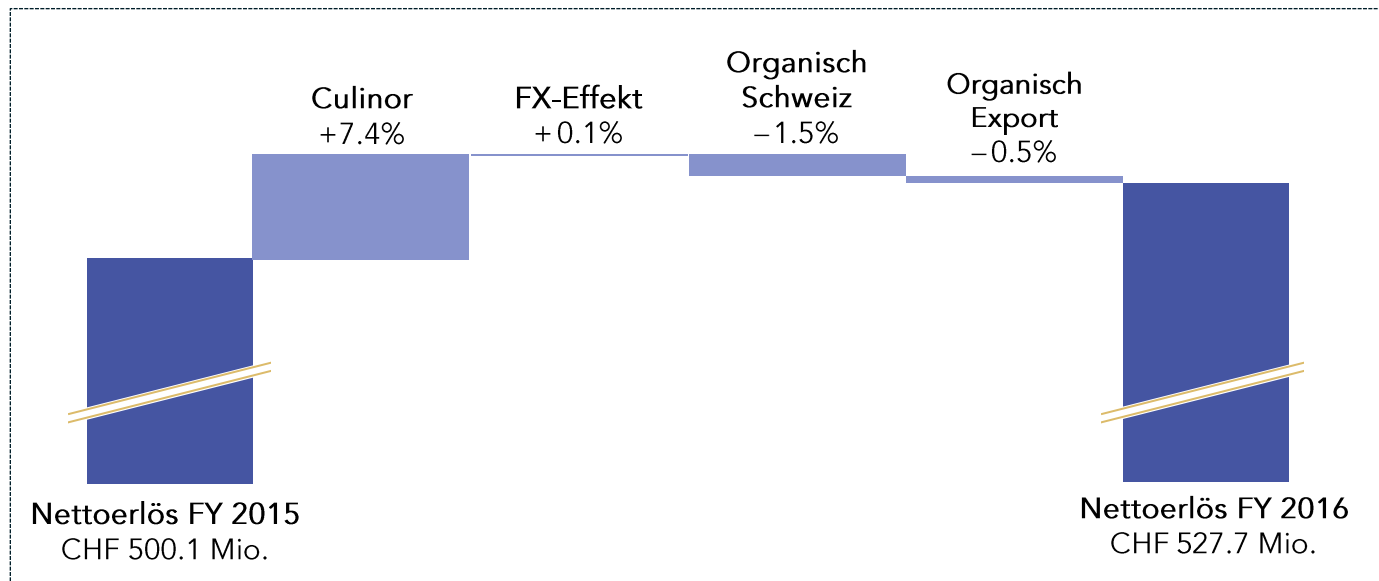 Culinor
+7.4%
FX-Effekt
+0.1%
Organisch
Schweiz
–1.5%
Organisch
Export
–0.5%
Nettoerlös FY 2015
CHF 500.1 Mio.
Nettoerlös FY 2016
CHF 527.7 Mio.